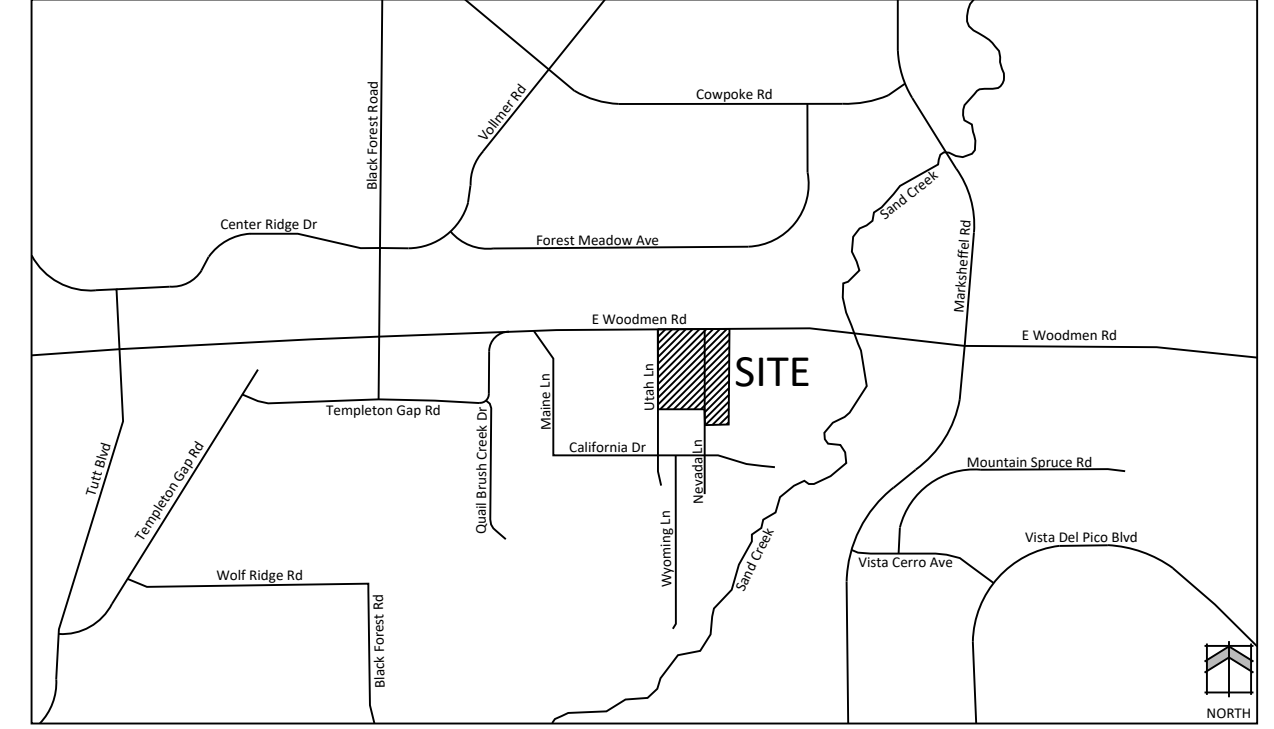 Cowpoke Rd
Vollmer Rd
Black Forest Road
Sand Creek
Center Ridge Dr
Forest Meadow Ave
Marksheffel Rd
E Woodmen Rd
E Woodmen Rd
SITE
Utah Ln
Maine Ln
Templeton Gap Rd
Quail Brush Creek Dr
California Dr
Nevada Ln
Tutt Blvd
Templeton Gap Rd
Mountain Spruce Rd
Wyoming Ln
Sand Creek
Vista Del Pico Blvd
Vista Cerro Ave
Wolf Ridge Rd
Black Forest Rd
NORTH